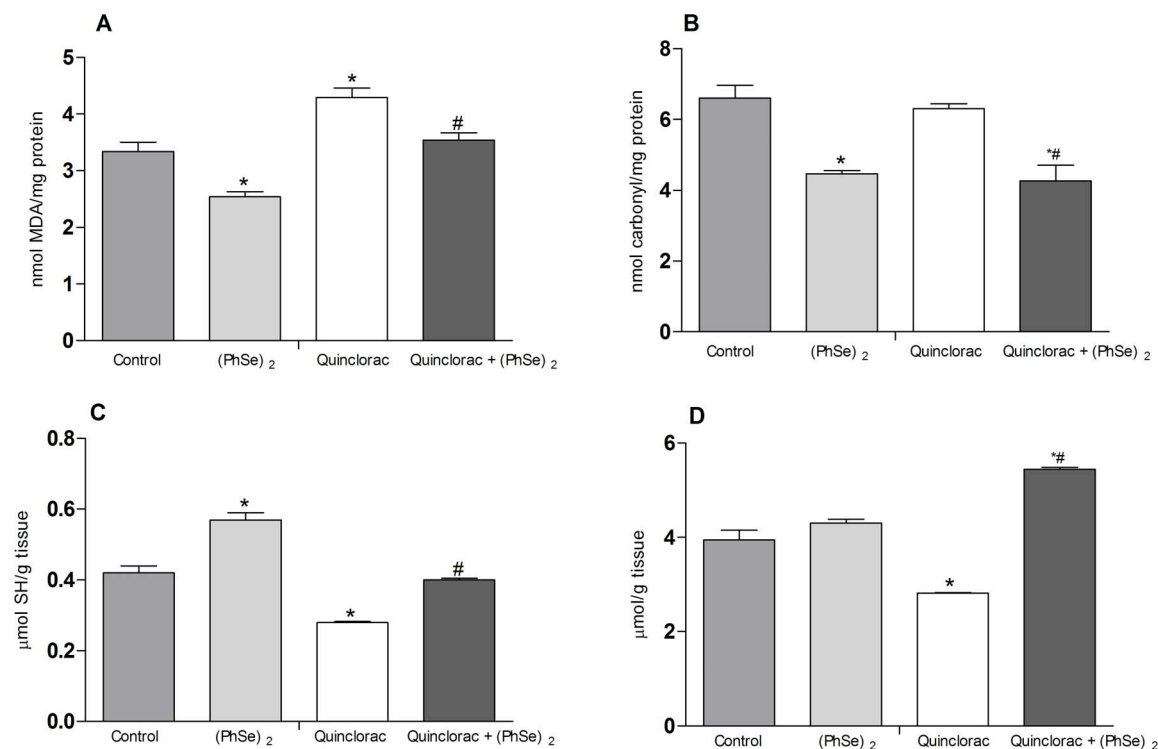 A
nmol MDA/mg protein
5
4
3
2
1
0
*
*
#
Control
(PhSe) 2
Quinclorac
Quinclorac + (PhSe) 2
B
nmol carbonyl/mg protein
8
6
4
2
0
*
*#
Control
(PhSe) 2
Quinclorac
Quinclorac + (PhSe) 2
C
μmol SH/g tissue
0.8
0.6
0.4
0.2
0.0
*
*
#
Control
(PhSe) 2
Quinclorac
Quinclorac + (PhSe) 2
D
μmol/g tissue
6
4
2
0
*
*#
Control
(PhSe) 2
Quinclorac
Quinclorac + (PhSe) 2